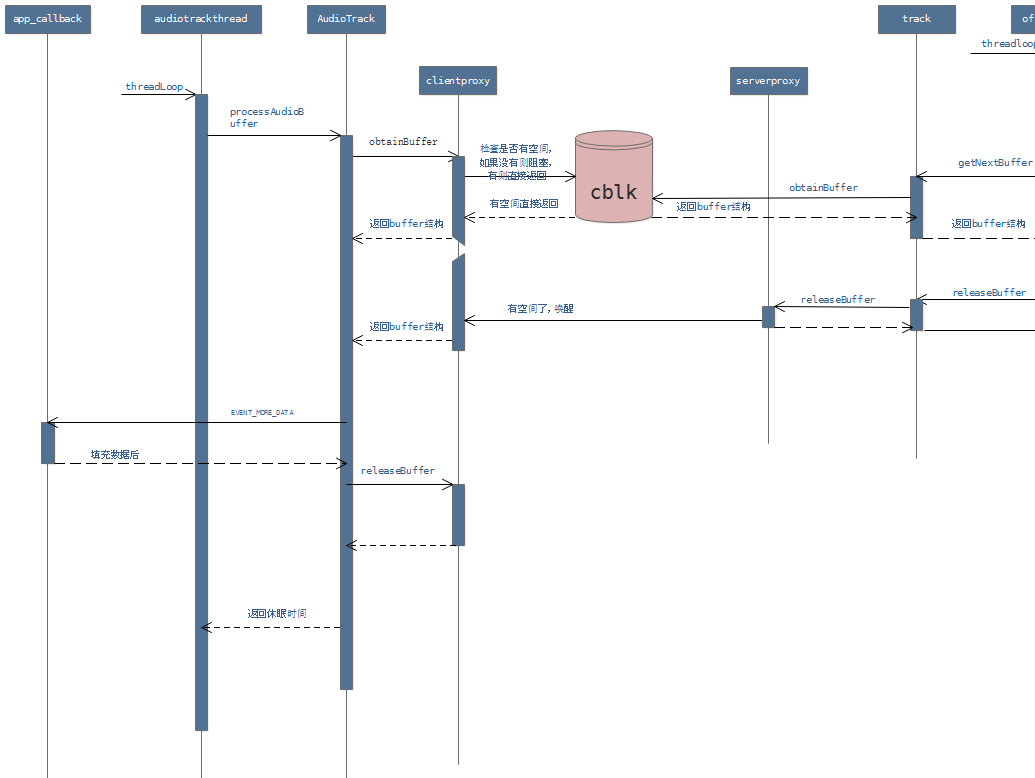 app_callback
audiotrackthread
AudioTrack
track
of
threadloop
clientproxy
serverproxy
threadLoop
processAudioB
uffer
obtainBuffer
检查是否有空间，
如果没有则阻塞，
有则直接返回
cblk
getNextBuffer
obtainBuffer
有空间直接返回
返回buffer结构
返回buffer结构
返回buffer结构
releaseBuffer
releaseBuffer
有空间了，唤醒
返回buffer结构
EVENT_MORE_DATA
填充数据后
releaseBuffer
返回休眠时间